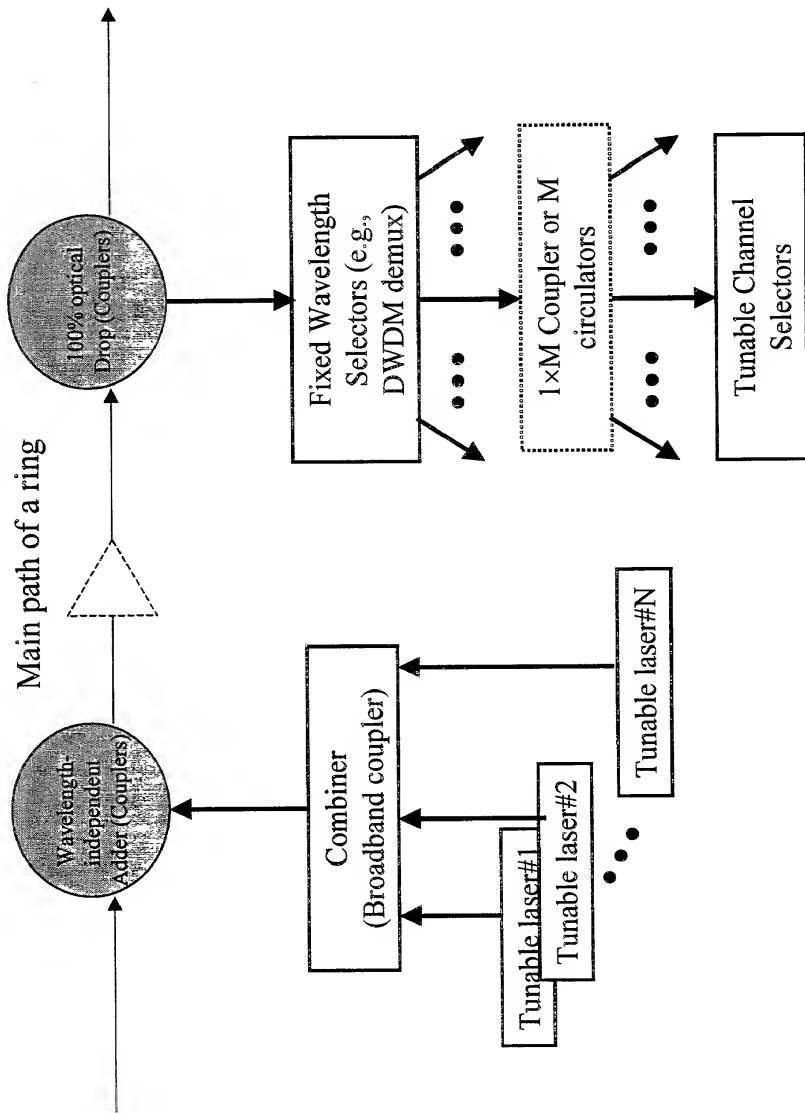 Main path of a ring
Wavelength-
independent
Adder (Couplers)
100% optical
Drop (Couplers)
Combiner
(Broadband coupler)
Tunable laser#1
Tunable laser#2
Tunable laser#N
Fixed Wavelength
Selectors (e.g.,
DWDM demux)
1×M Coupler or M
circulators
Tunable Channel
Selectors